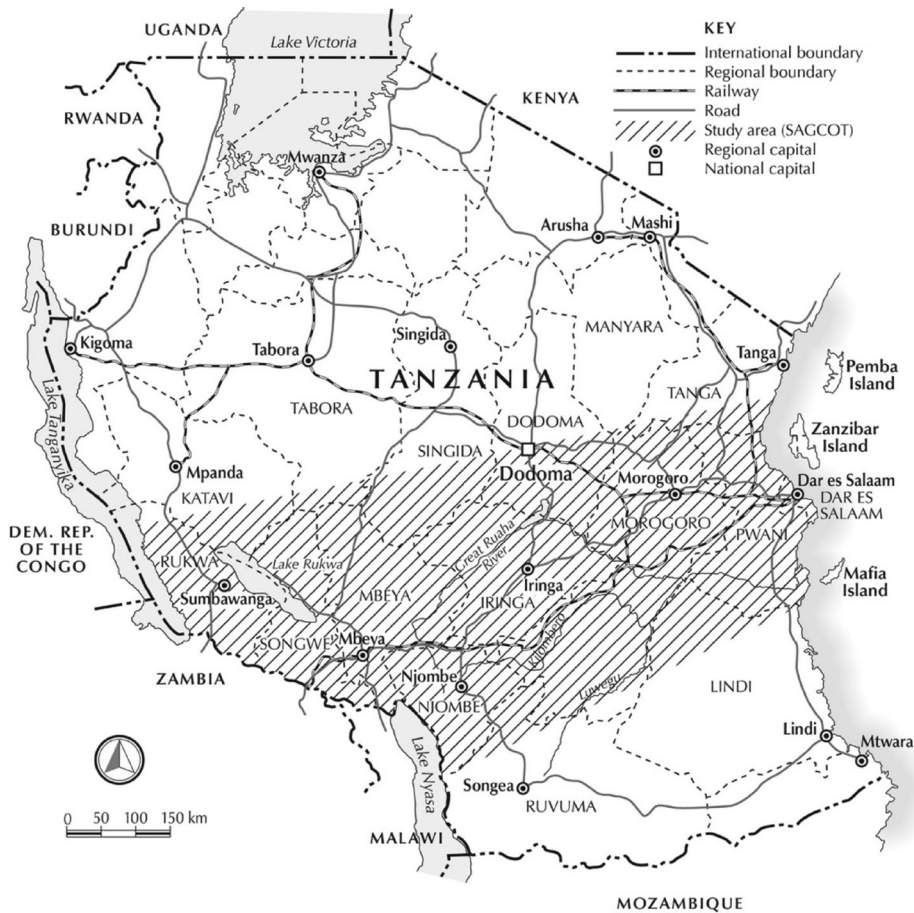 UGANDA
Lake Victoria
KEY
International boundary
Regional boundary
Railway
Road
Study area (SAGCOT)
Regional capital
National capital
KENYA
RWANDA
Mwanza
BURUNDI
Arusha
Mashi
Kigoma
Tabora
Singida
MANYARA
Tanga
Pemba
Island
TANZANIA
TABORA
TANGA
Lake Tanganyika
DODOMA
Zanzibar
Island
SINGIDA
Dodoma
Mpanda
KATAVI
Morogoro
Dar es Salaam
DAR ES
SALAAM
MOROGORO
PWANI
DEM. REP.
OF THE
CONGO
RUKWA
Lake Rukwa
Great Ruaha
River
Mafia
Island
Sumbawanga
MBEYA
Iringa
IRINGA
SONGWE
Mbeya
Kilombero
ZAMBIA
Njombe
NJOMBE
Luwegu
LINDI
Lake Nyasa
Lindi
Mtwara
Songea
RUVUMA
0 50 100 150 km
MALAWI
MOZAMBIQUE